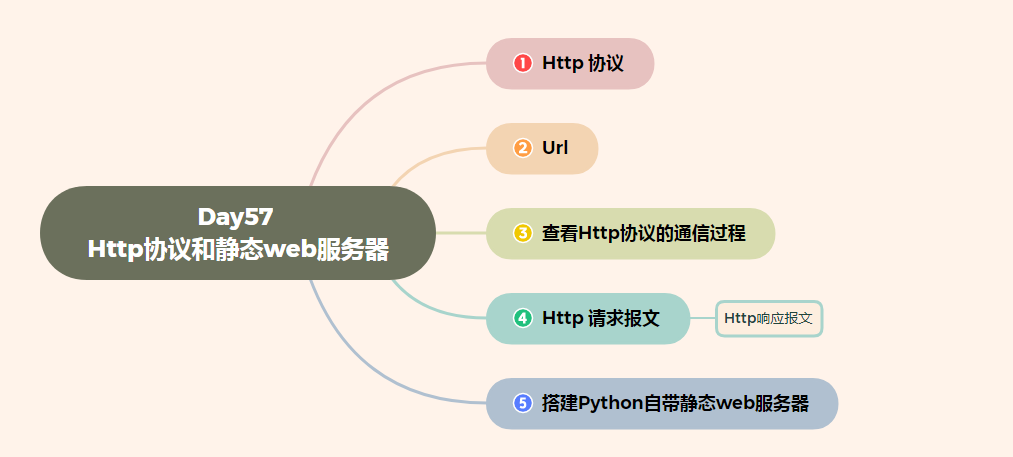 Day57
Http协议和静态web服务器
1 Http 协议
2 Url
3 查看Http协议的通信过程
4 Http 请求报文
Http响应报文
5 搭建Python自带静态web服务器